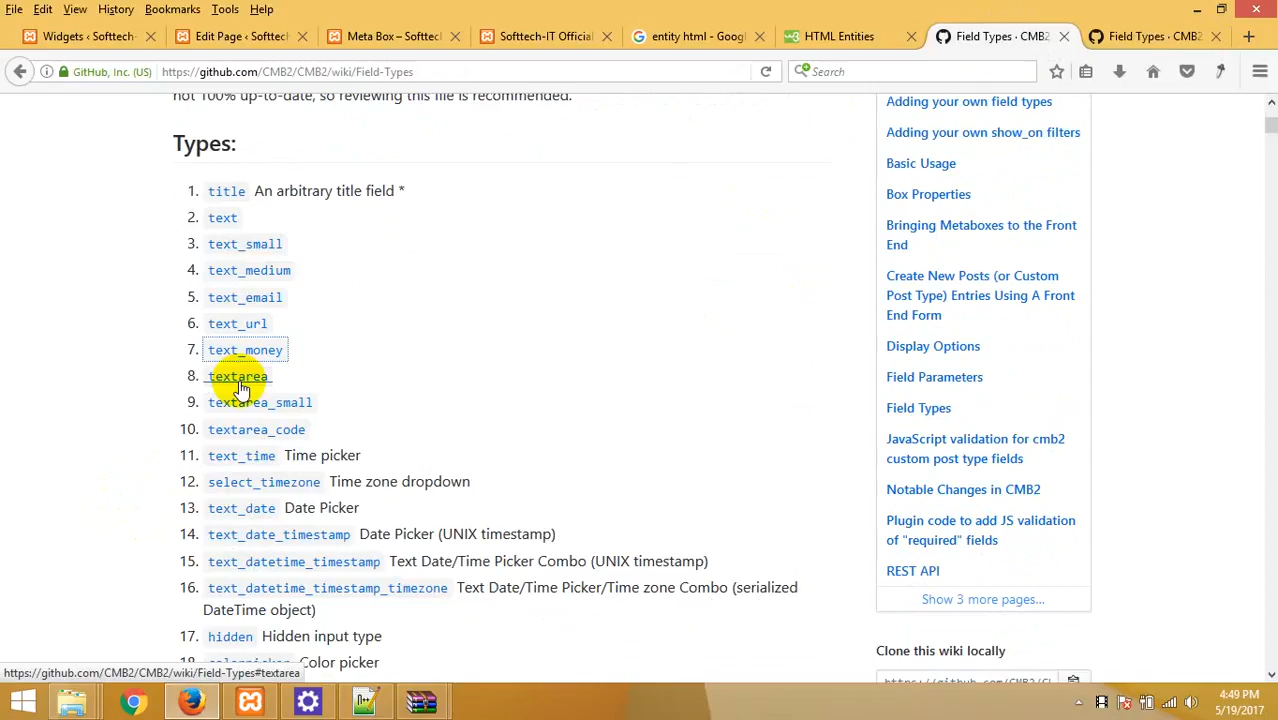 File Edit View History Bookmarks Tools Help
Widgets ‹ Softtech- Edit Page ‹ Softtech Meta Box – Softtech Softtech-IT Official entity html - Googl HTML Entities Field Types · CMB2 Field Types · CMB2
GitHub, Inc. (US) https://github.com/CMB2/CMB2/wiki/Field-Types Search
not 100% up-to-date, so reviewing this file is recommended.
Types:
1. title An arbitrary title field *
2. text
3. text_small
4. text_medium
5. text_email
6. text_url
7. text_money
8. textarea
9. textarea_small
10. textarea_code
11. text_time Time picker
12. select_timezone Time zone dropdown
13. text_date Date Picker
14. text_date_timestamp Date Picker (UNIX timestamp)
15. text_datetime_timestamp Text Date/Time Picker Combo (UNIX timestamp)
16. text_datetime_timestamp_timezone Text Date/Time Picker/Time zone Combo (serialized
DateTime object)
17. hidden Hidden input type
18. colorpicker Color picker
Adding your own field types
Adding your own show_on filters
Basic Usage
Box Properties
Bringing Metaboxes to the Front
End
Create New Posts (or Custom
Post Type) Entries Using A Front
End Form
Display Options
Field Parameters
Field Types
JavaScript validation for cmb2
custom post type fields
Notable Changes in CMB2
Plugin code to add JS validation
of "required" fields
REST API
Show 3 more pages...
Clone this wiki locally
https://github.com/CMB2/CMB2/wiki/Field-Types#textarea
4:49 PM
5/19/2017